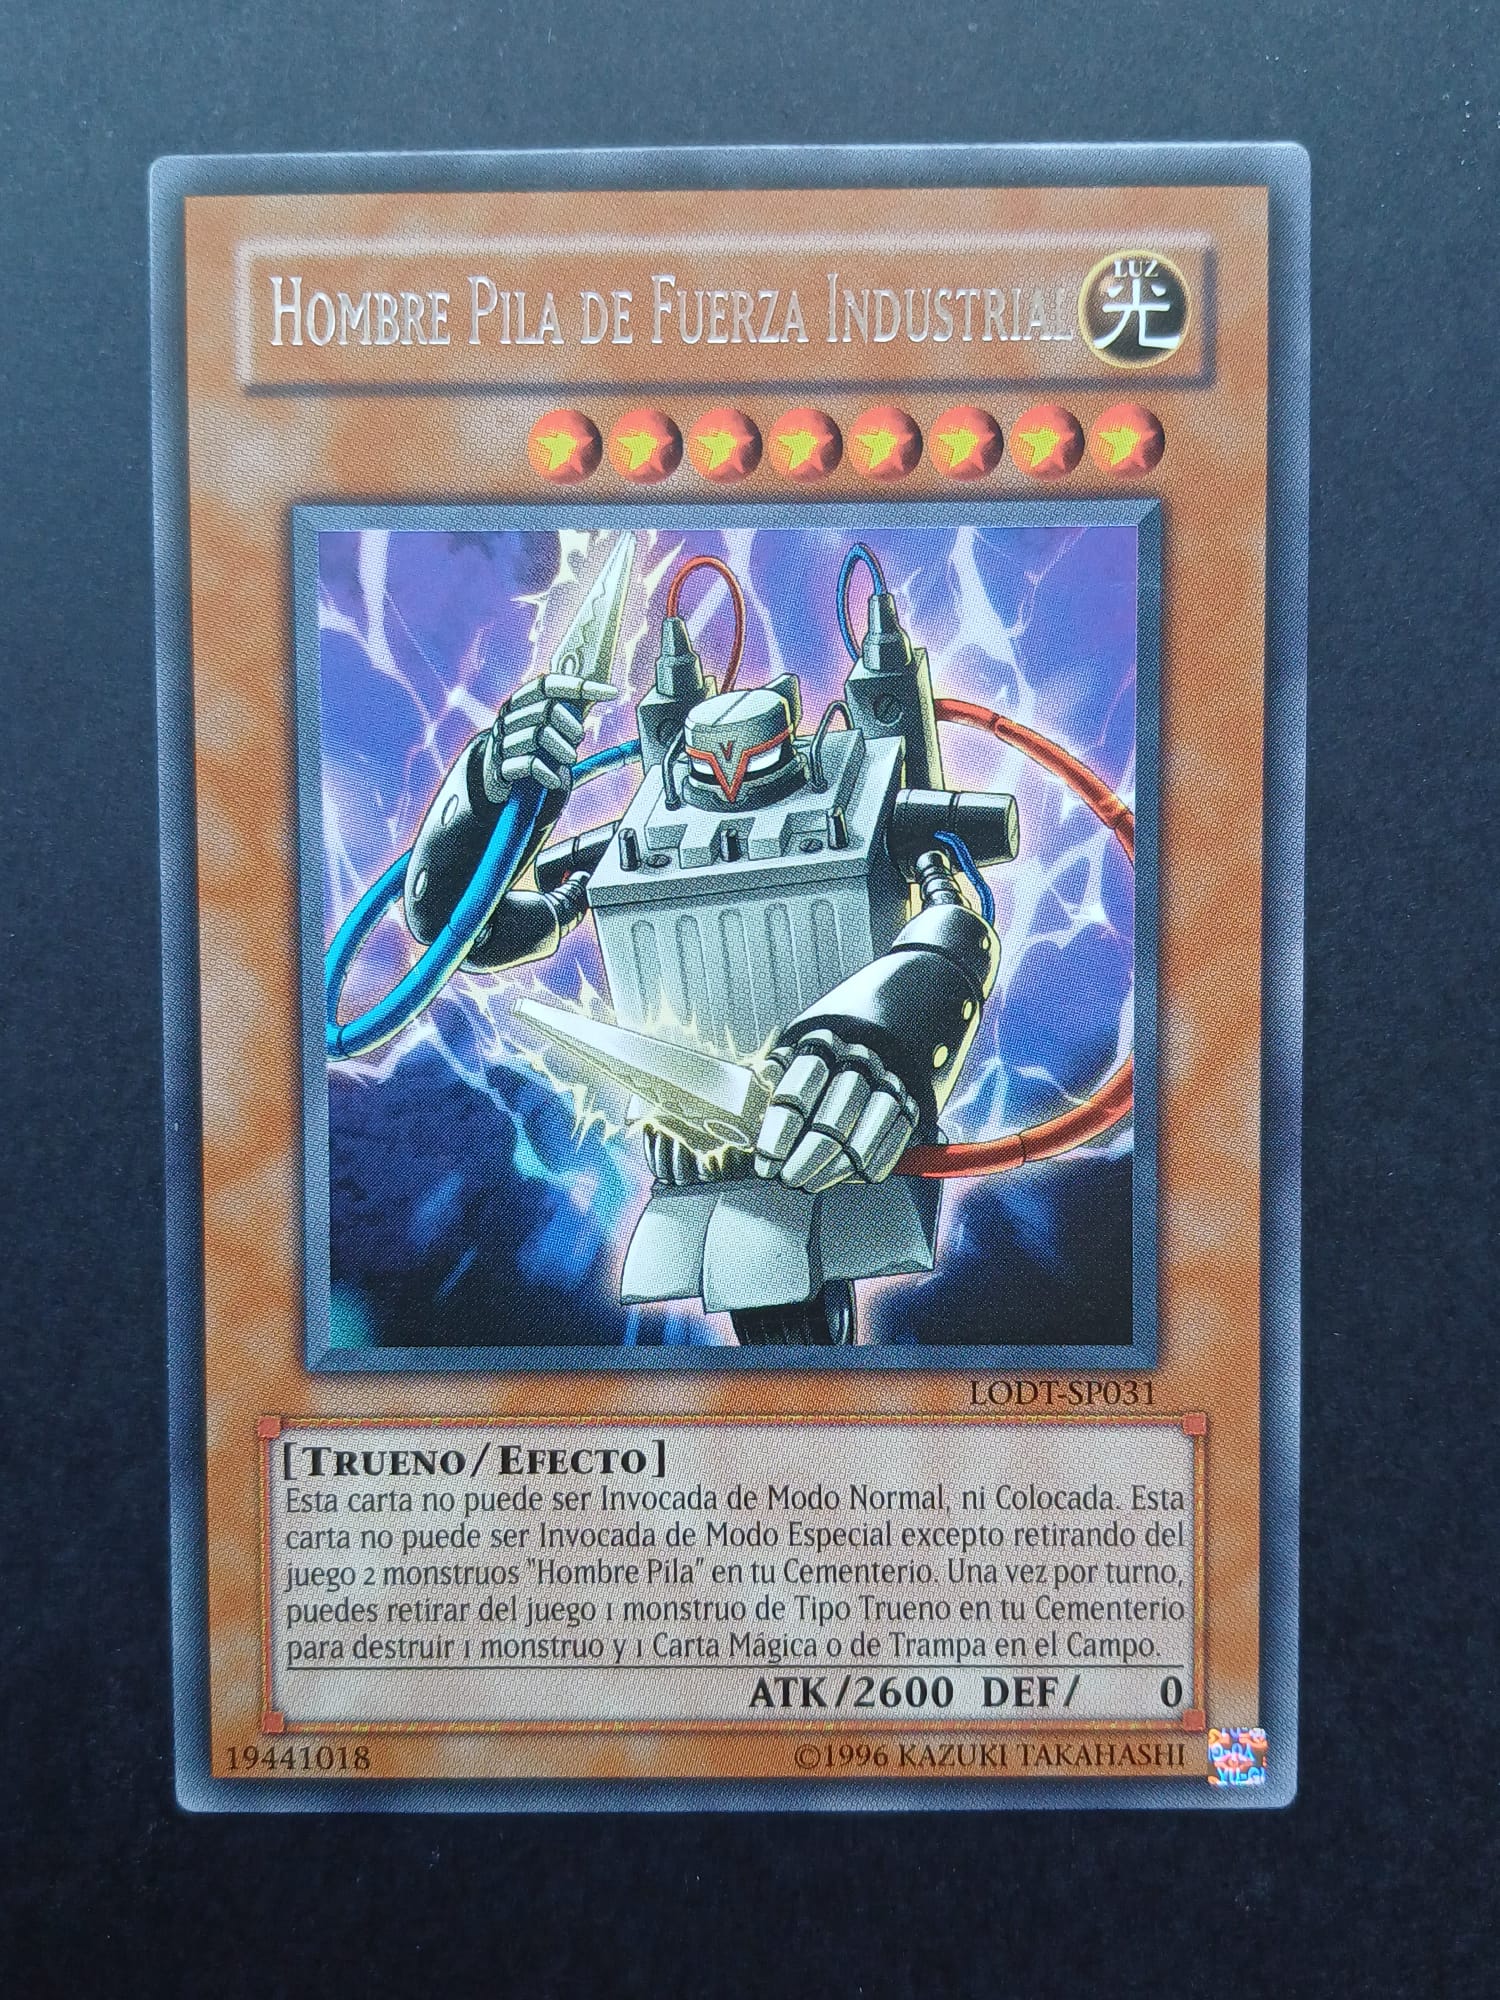 Hombre Pila de Fuerza Industrial
LUZ
光
LODT-SP031
[Trueno/Efecto]
Esta carta no puede ser Invocada de Modo Normal, ni Colocada. Esta
carta no puede ser Invocada de Modo Especial excepto retirando del
juego 2 monstruos "Hombre Pila" en tu Cementerio. Una vez por turno,
puedes retirar del juego 1 monstruo de Tipo Trueno en tu Cementerio
para destruir 1 monstruo y 1 Carta Mágica o de Trampa en el Campo.
ATK/2600 DEF/ 0
19441018
©1996 KAZUKI TAKAHASHI